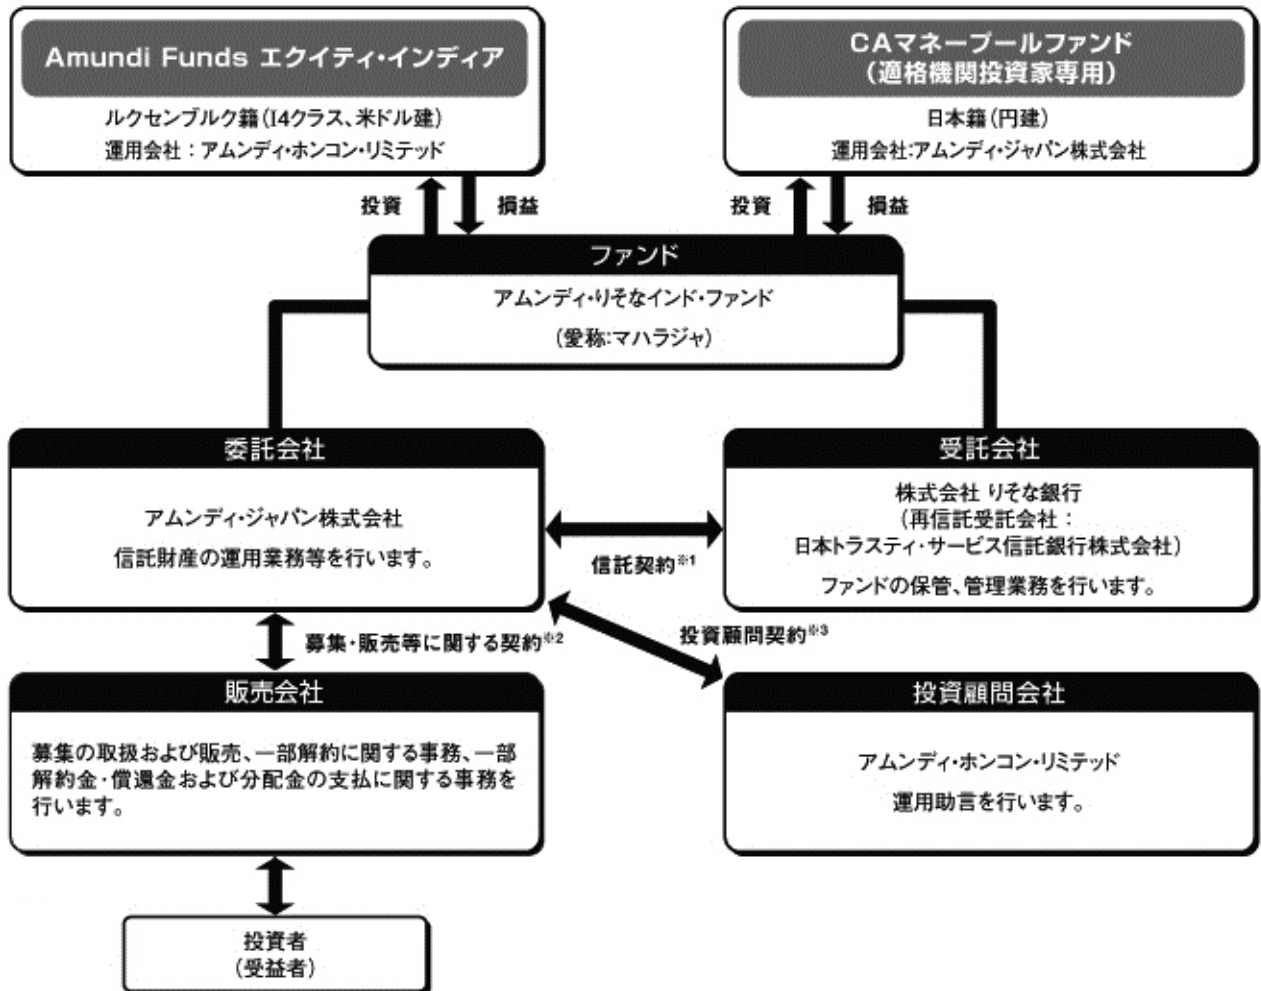 Amundi Funds エクイティ・インディア
ルクセンブルク籍(I4クラス、米ドル建)
運用会社：アムンディ・ホンコン・リミテッド
CAマネープールファンド
(適格機関投資家専用)
日本籍(円建)
運用会社:アムンディ・ジャパン株式会社
投資
損益
投資
損益
ファンド
アムンディ・りそなインド・ファンド
(愛称:マハラジャ)
委託会社
アムンディ・ジャパン株式会社
信託財産の運用業務等を行います。
信託契約※1
受託会社
株式会社 りそな銀行
(再信託受託会社：
日本トラスティ・サービス信託銀行株式会社)
ファンドの保管、管理業務を行います。
募集・販売等に関する契約※2
投資顧問契約※3
販売会社
募集の取扱および販売、一部解約に関する事務、一部
解約金・償還金および分配金の支払に関する事務を
行います。
投資顧問会社
アムンディ・ホンコン・リミテッド
運用助言を行います。
投資者
(受益者)